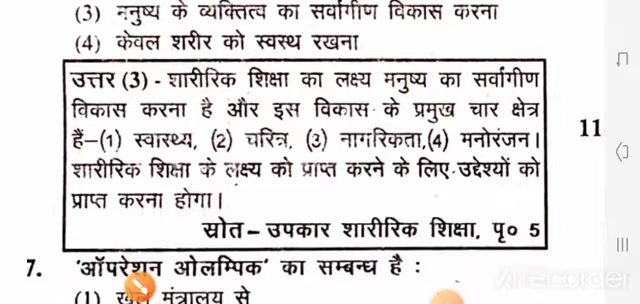 (3) मनुष्य के व्यक्तित्व का सर्वांगीण विकास करना
(4) केवल शरीर को स्वस्थ रखना
उत्तर (3) - शारीरिक शिक्षा का लक्ष्य मनुष्य का सर्वांगीण
विकास करना है और इस विकास के प्रमुख चार क्षेत्र
हैं–(1) स्वास्थ्य, (2) चरित्र, (3) नागरिकता,(4) मनोरंजन।
शारीरिक शिक्षा के लक्ष्य को प्राप्त करने के लिए उद्देश्यों को
प्राप्त करना होगा।
स्रोत – उपकार शारीरिक शिक्षा, पृ० 5
11
7. 'ऑपरेशन ओलम्पिक' का सम्बन्ध है :
(1) खेल मंत्रालय से